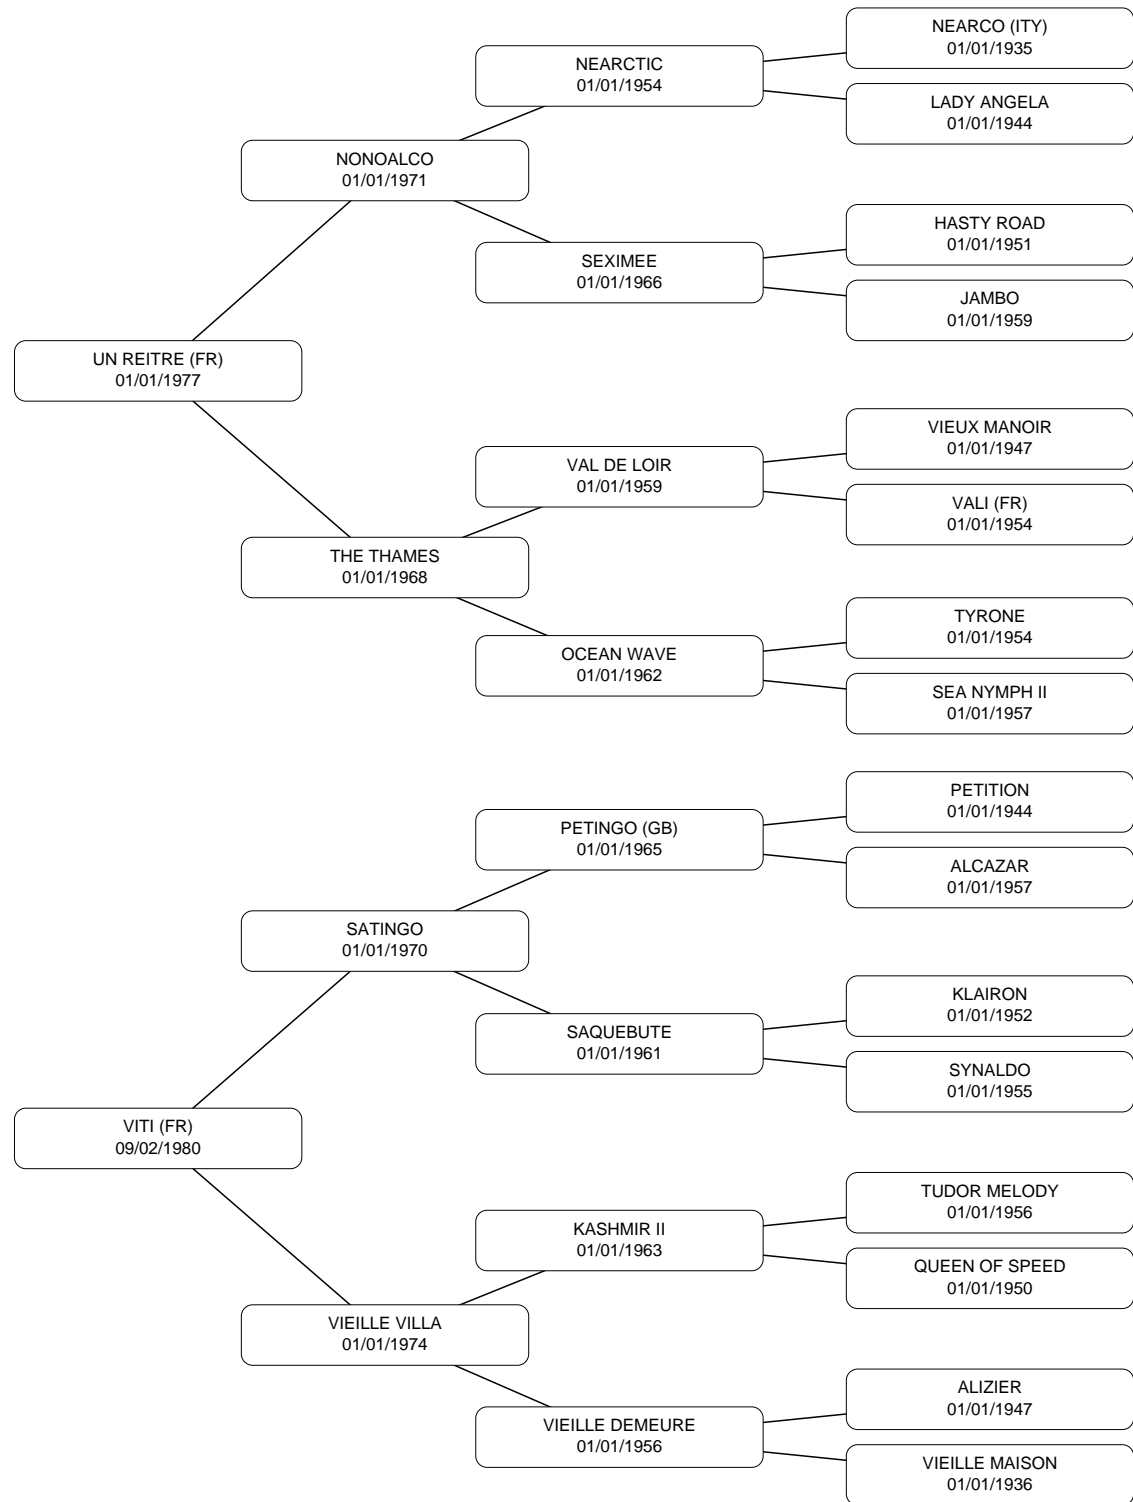 NEARCO (ITY)
01/01/1935
NEARCTIC
01/01/1954
LADY ANGELA
01/01/1944
NONOALCO
01/01/1971
HASTY ROAD
01/01/1951
SEXIMEE
01/01/1966
JAMBO
01/01/1959
UN REITRE (FR)
01/01/1977
VIEUX MANOIR
01/01/1947
VAL DE LOIR
01/01/1959
VALI (FR)
01/01/1954
THE THAMES
01/01/1968
TYRONE
01/01/1954
OCEAN WAVE
01/01/1962
SEA NYMPH II
01/01/1957
PETITION
01/01/1944
PETINGO (GB)
01/01/1965
ALCAZAR
01/01/1957
SATINGO
01/01/1970
KLAIRON
01/01/1952
SAQUEBUTE
01/01/1961
SYNALDO
01/01/1955
VITI (FR)
09/02/1980
TUDOR MELODY
01/01/1956
KASHMIR II
01/01/1963
QUEEN OF SPEED
01/01/1950
VIEILLE VILLA
01/01/1974
ALIZIER
01/01/1947
VIEILLE DEMEURE
01/01/1956
VIEILLE MAISON
01/01/1936